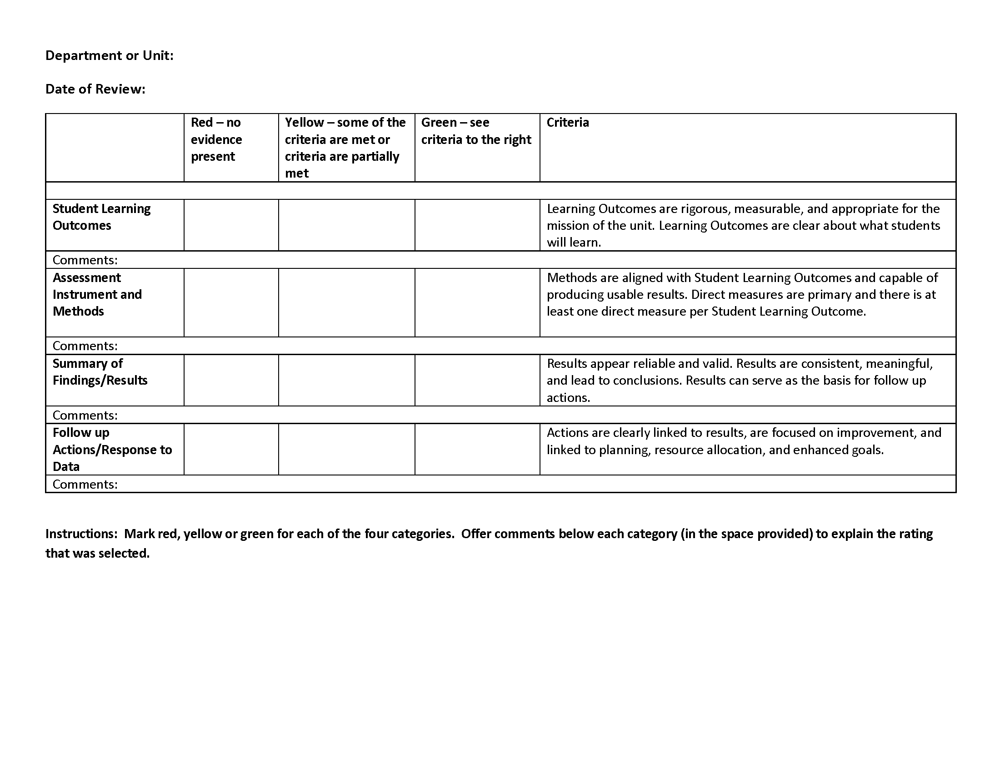 Department or Unit:
Date of Review:
Red – no
evidence
present
Yellow – some of the
criteria are met or
criteria are partially
met
Green – see
criteria to the right
Criteria
Student Learning
Outcomes
Learning Outcomes are rigorous, measurable, and appropriate for the
mission of the unit. Learning Outcomes are clear about what students
will learn.
Comments:
Assessment
Instrument and
Methods
Methods are aligned with Student Learning Outcomes and capable of
producing usable results. Direct measures are primary and there is at
least one direct measure per Student Learning Outcome.
Comments:
Summary of
Findings/Results
Results appear reliable and valid. Results are consistent, meaningful,
and lead to conclusions. Results can serve as the basis for follow up
actions.
Comments:
Follow up
Actions/Response to
Data
Actions are clearly linked to results, are focused on improvement, and
linked to planning, resource allocation, and enhanced goals.
Comments:
Instructions:  Mark red, yellow or green for each of the four categories.  Offer comments below each category (in the space provided) to explain the rating
that was selected.